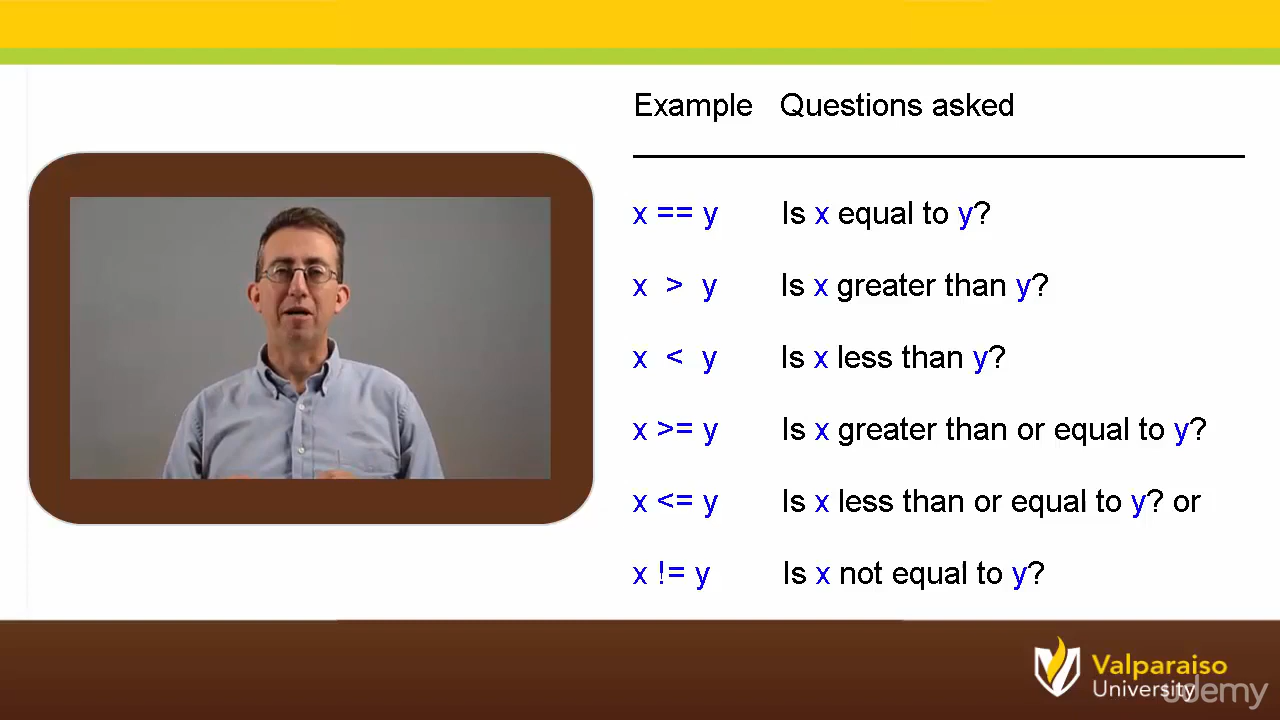 Example Questions asked
x == y Is x equal to y?
x > y Is x greater than y?
x < y Is x less than y?
x >= y Is x greater than or equal to y?
x <= y Is x less than or equal to y? or
x != y Is x not equal to y?
Valparaiso
University
udemy